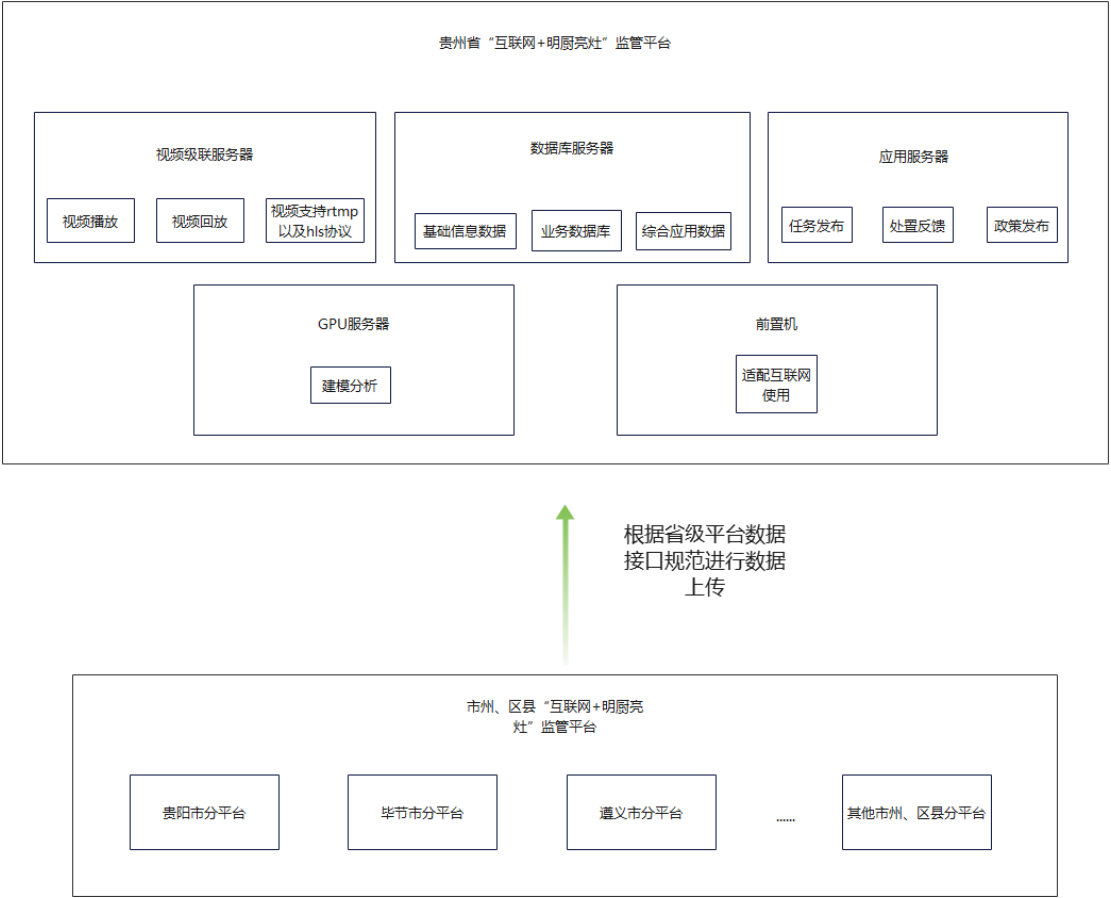 贵州省“互联网+明厨亮灶”监管平台
视频级联服务器
视频播放
视频回放
视频支持rtmp
以及hls协议
数据库服务器
基础信息数据
业务数据库
综合应用数据
应用服务器
任务发布
处置反馈
政策发布
GPU服务器
建模分析
前置机
适配互联网
使用
根据省级平台数据
接口规范进行数据
上传
市州、区县“互联网+明厨亮
灶”监管平台
贵阳市分平台
毕节市分平台
遵义市分平台
......
其他市州、区县分平台